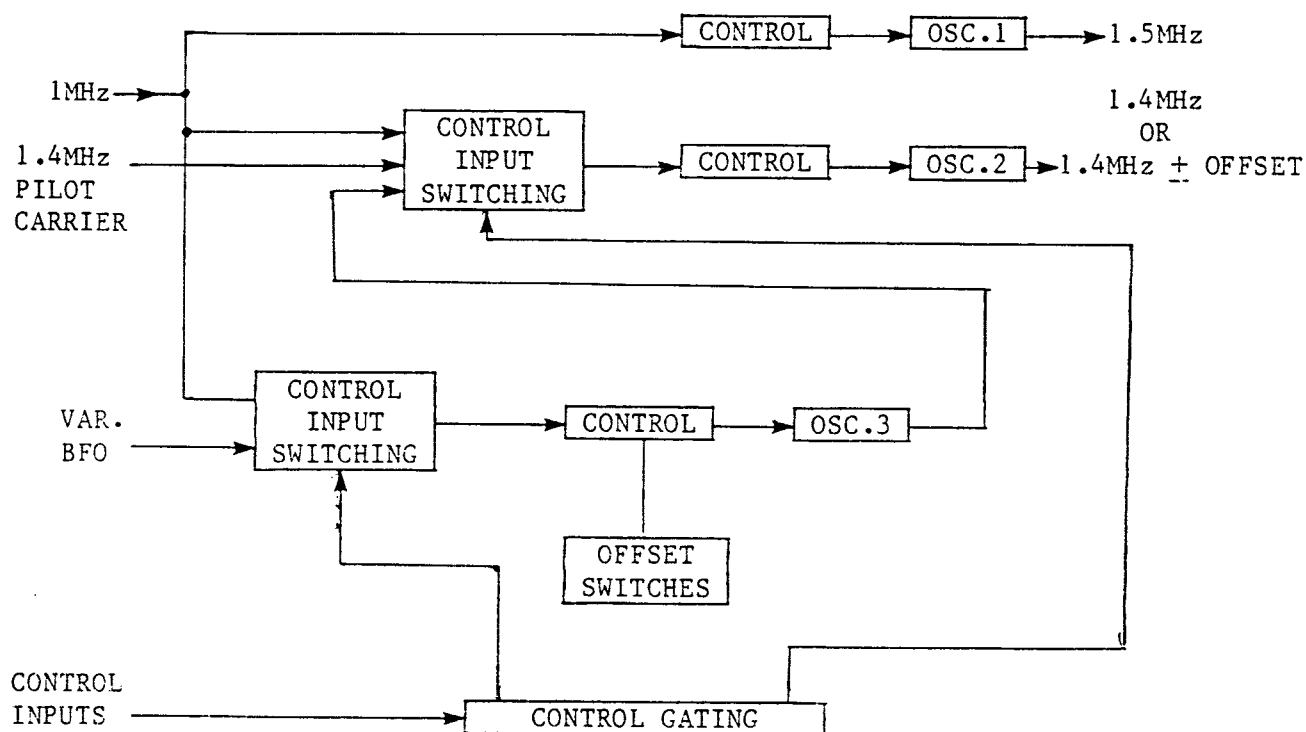 CONTROL
OSC.1
1.5MHz
1MHz
1.4MHz
OR
1.4MHz ± OFFSET
CONTROL
INPUT
SWITCHING
CONTROL
OSC.2
1.4MHz
PILOT
CARRIER
CONTROL
INPUT
SWITCHING
VAR.
BFO
CONTROL
OSC.3
OFFSET
SWITCHES
CONTROL
INPUTS
CONTROL GATING